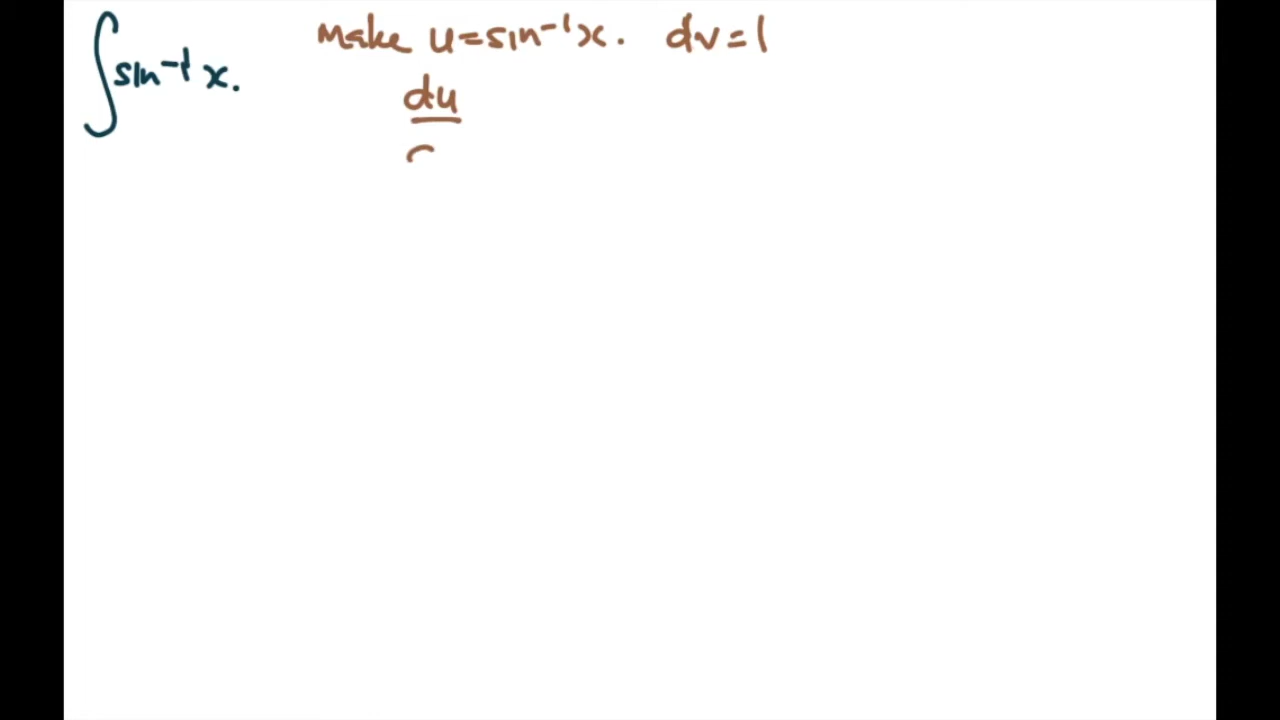 ∫sin⁻¹x. make u=sin⁻¹x. dv=1
du